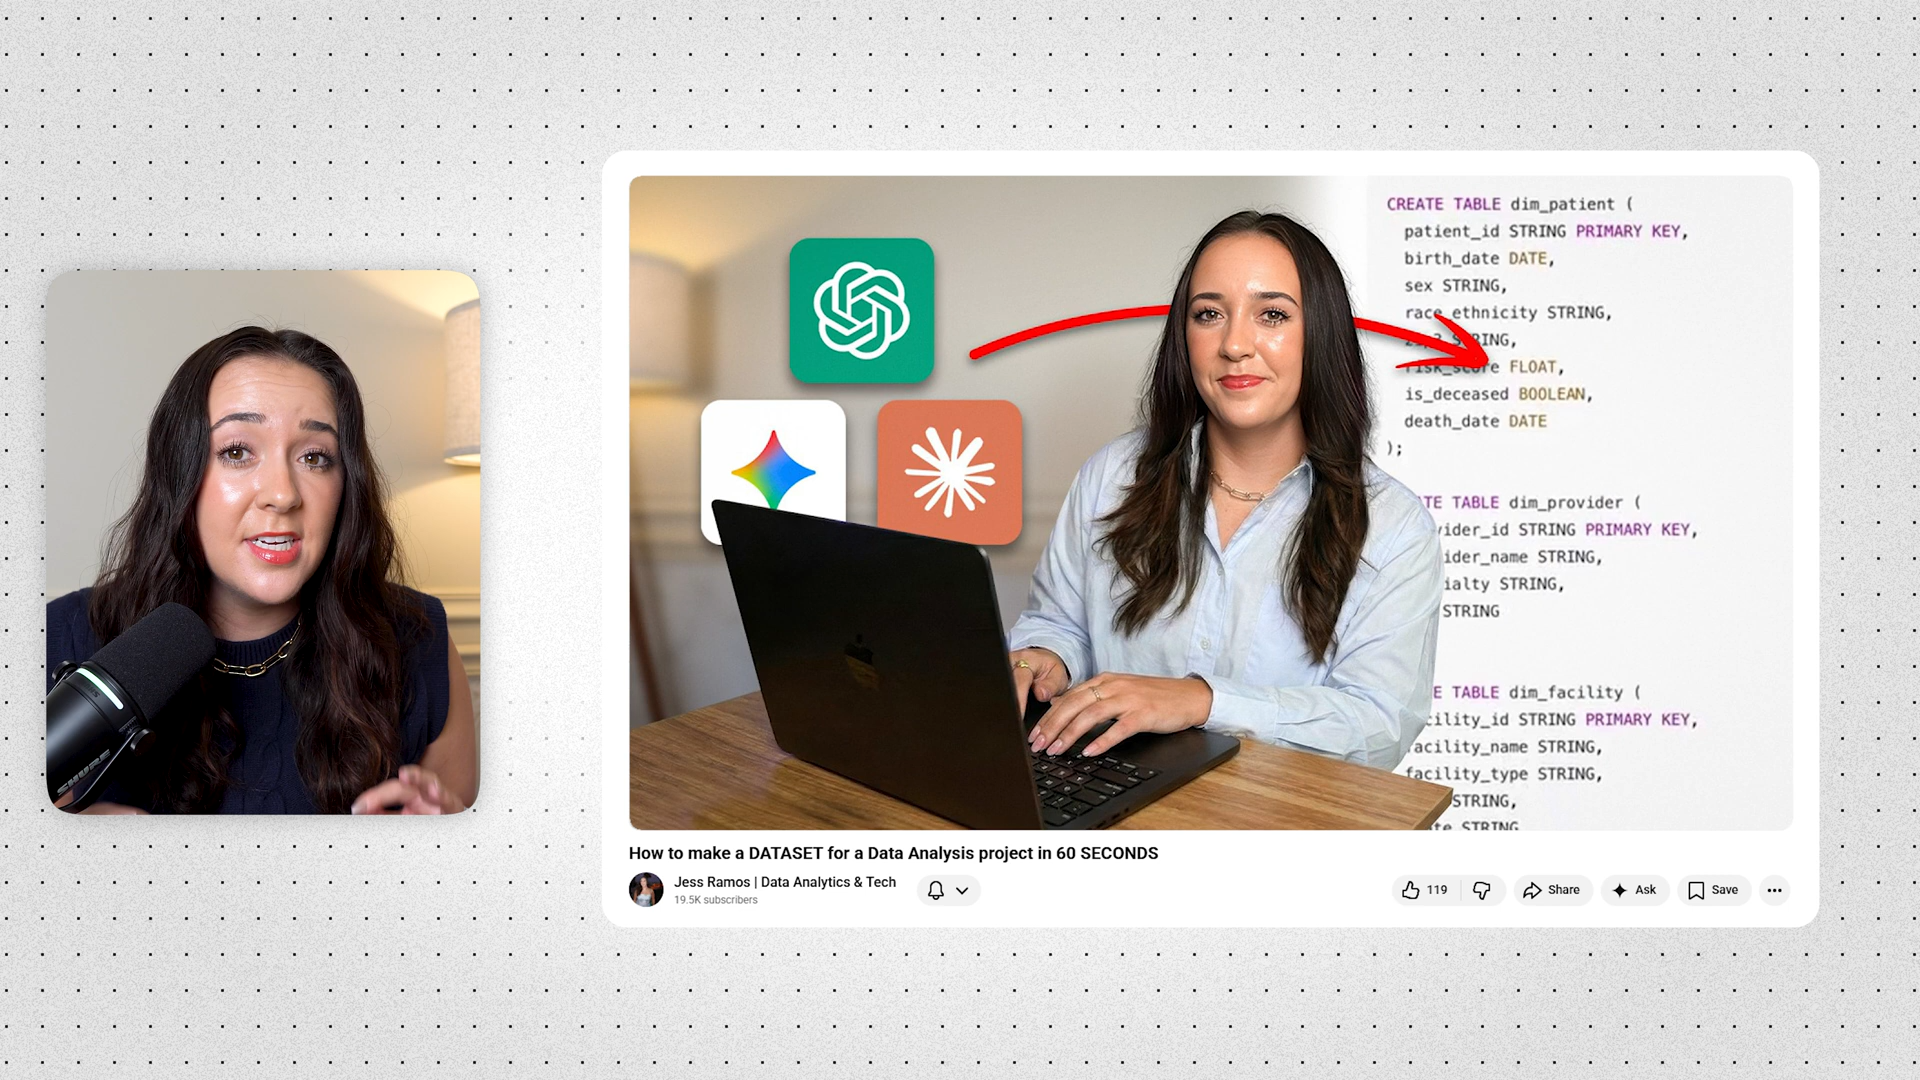 CREATE TABLE dim_patient (
patient_id STRING PRIMARY KEY,
birth_date DATE,
sex STRING,
race_ethnicity STRING,
FLOAT,
is_deceased BOOLEAN,
death_date DATE
);
TABLE dim_provider (
STRING PRIMARY KEY,
STRING,
STRING,
STRING
TABLE dim_facility (
STRING PRIMARY KEY,
facility_name STRING,
facility_type STRING,
STRING,
STRING
SHURE
How to make a DATASET for a Data Analysis project in 60 SECONDS
Jess Ramos | Data Analytics & Tech
19.5K subscribers
119
Share
Ask
Save